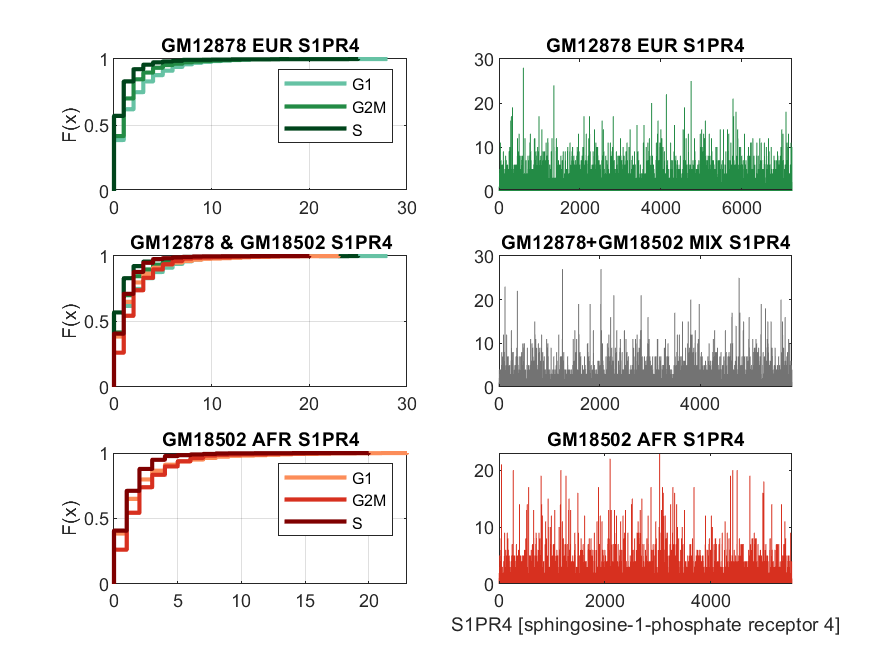 GM12878 EUR S1PR4
1
0.5
0
F(x)
0 10 20 30
G1
G2M
S
GM12878 EUR S1PR4
30
20
10
0
0 2000 4000 6000
GM12878 & GM18502 S1PR4
1
0.5
0
F(x)
0 10 20 30
GM12878+GM18502 MIX S1PR4
30
20
10
0
0 2000 4000
GM18502 AFR S1PR4
1
0.5
0
F(x)
0 5 10 15 20
G1
G2M
S
GM18502 AFR S1PR4
20
10
0
0 2000 4000
S1PR4 [sphingosine-1-phosphate receptor 4]